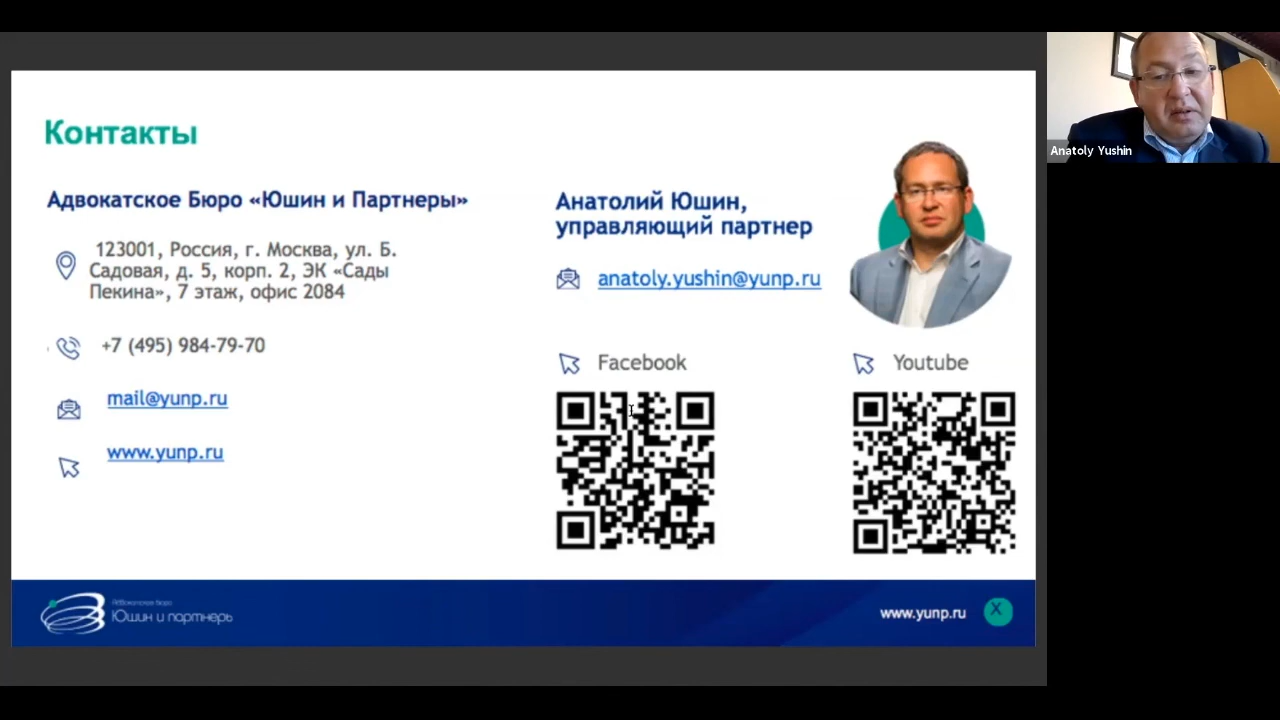 Контакты
Адвокатское Бюро «Юшин и Партнеры»
123001, Россия, г. Москва, ул. Б.
Садовая, д. 5, корп. 2, ЭК «Сады
Пекина», 7 этаж, офис 2084
+7 (495) 984-79-70
mail@yunp.ru
www.yunp.ru
Анатолий Юшин,
управляющий партнер
anatoly.yushin@yunp.ru
Facebook
Youtube
Адвокатское бюро
Юшин и партнеры
www.yunp.ru
X
Anatoly Yushin